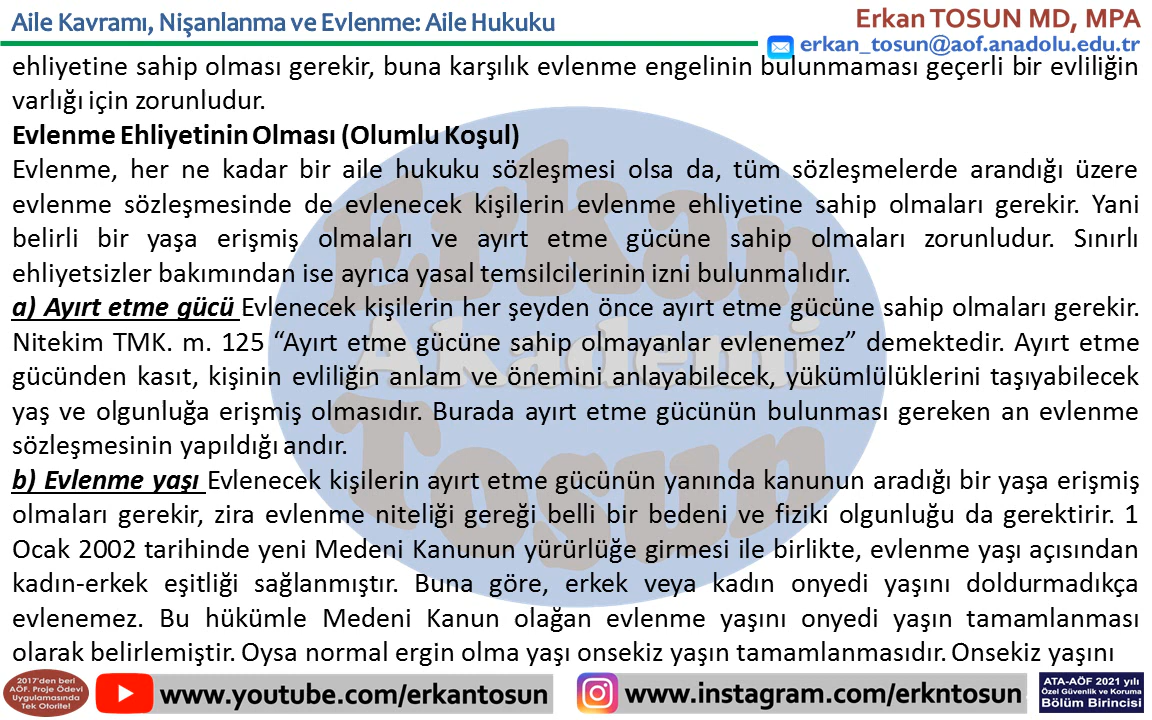 Aile Kavramı, Nişanlanma ve Evlenme: Aile Hukuku
Erkan TOSUN MD, MPA
erkan_tosun@aof.anadolu.edu.tr
ehliyetine sahip olması gerekir, buna karşılık evlenme engelinin bulunmaması geçerli bir evliliğin
varlığı için zorunludur.
Evlenme Ehliyetinin Olması (Olumlu Koşul)
Evlenme, her ne kadar bir aile hukuku sözleşmesi olsa da, tüm sözleşmelerde arandığı üzere
evlenme sözleşmesinde de evlenecek kişilerin evlenme ehliyetine sahip olmaları gerekir. Yani
belirli bir yaşa erişmiş olmaları ve ayırt etme gücüne sahip olmaları zorunludur. Sınırlı
ehliyetsizler bakımından ise ayrıca yasal temsilcilerinin izni bulunmalıdır.
a) Ayırt etme gücü Evlenecek kişilerin her şeyden önce ayırt etme gücüne sahip olmaları gerekir.
Nitekim TMK. m. 125 “Ayırt etme gücüne sahip olmayanlar evlenemez” demektedir. Ayırt etme
gücünden kasıt, kişinin evliliğin anlam ve önemini anlayabilecek, yükümlülüklerini taşıyabilecek
yaş ve olgunluğa erişmiş olmasıdır. Burada ayırt etme gücünün bulunması gereken an evlenme
sözleşmesinin yapıldığı andır.
b) Evlenme yaşı Evlenecek kişilerin ayırt etme gücünün yanında kanunun aradığı bir yaşa erişmiş
olmaları gerekir, zira evlenme niteliği gereği belli bir bedeni ve fiziki olgunluğu da gerektirir. 1
Ocak 2002 tarihinde yeni Medeni Kanunun yürürlüğe girmesi ile birlikte, evlenme yaşı açısından
kadın-erkek eşitliği sağlanmıştır. Buna göre, erkek veya kadın onyedi yaşını doldurmadıkça
evlenemez. Bu hükümle Medeni Kanun olağan evlenme yaşını onyedi yaşın tamamlanması
olarak belirlemiştir. Oysa normal ergin olma yaşı onsekiz yaşın tamamlanmasıdır. Onsekiz yaşını
Erkan
Akademi
Tosun
2017'den beri
AÖF. Proje Ödevi
Uygulamasında
Tek Otorite!
www.youtube.com/erkantosun
www.instagram.com/erkntosun
ATA-AÖF 2021 yılı
Özel Güvenlik ve Koruma
Bölüm Birincisi